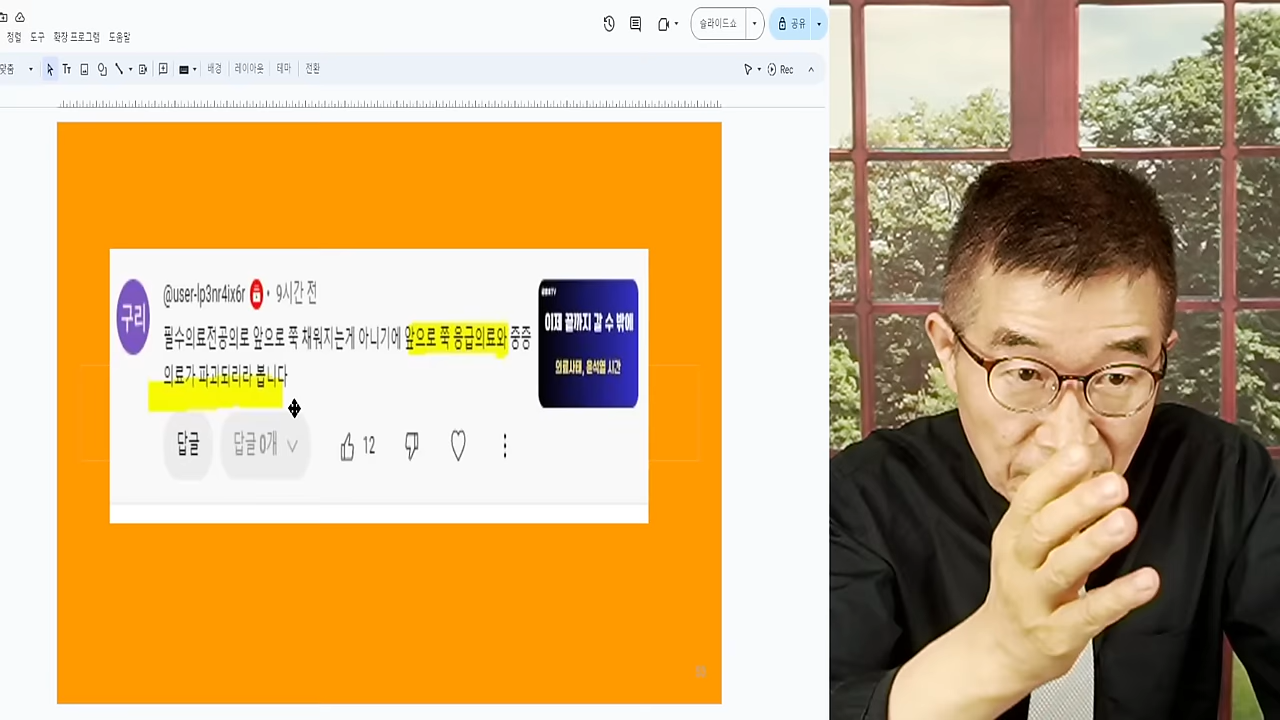 정렬 도구 확장 프로그램 도움말
슬라이드쇼
공유
맞춤
배경 레이아웃 테마 전환
Rec
구리
@user-lp3nr4ix6r · 9시간 전
필수의료전공의로 앞으로 쭉 채워지는게 아니기에 앞으로 쭉 응급의료와 중증
의료가 파괴되리라 봅니다
답글 답글 0개 12
이제 끝까지 갈 수 밖에
의료사태, 윤석열 시간